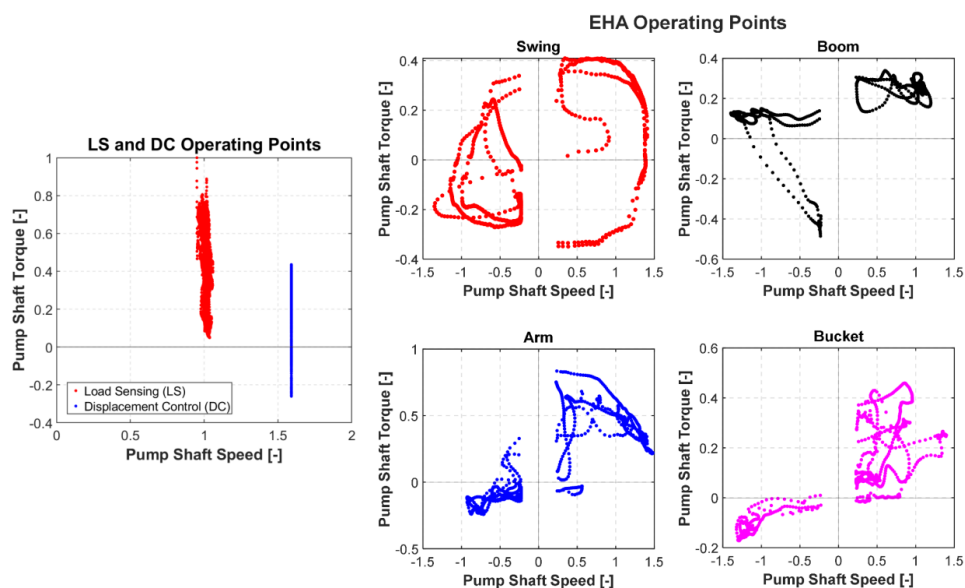 EHA Operating Points
LS and DC Operating Points
Pump Shaft Torque [-]
1
0.8
0.6
0.4
0.2
0
-0.2
-0.4
Load Sensing (LS)
Displacement Control (DC)
0 1 2
Pump Shaft Speed [-]
Swing
Pump Shaft Torque [-]
0.4
0.2
0
-0.2
-0.4
-1.5 -1 -0.5 0 0.5 1 1.5
Pump Shaft Speed [-]
Boom
Pump Shaft Torque [-]
0.4
0.2
0
-0.2
-0.4
-0.6
-1.5 -1 -0.5 0 0.5 1 1.5
Pump Shaft Speed [-]
Arm
Pump Shaft Torque [-]
1
0.5
0
-0.5
-1.5 -1 -0.5 0 0.5 1 1.5
Pump Shaft Speed [-]
Bucket
Pump Shaft Torque [-]
0.6
0.4
0.2
0
-0.2
-1.5 -1 -0.5 0 0.5 1 1.5
Pump Shaft Speed [-]